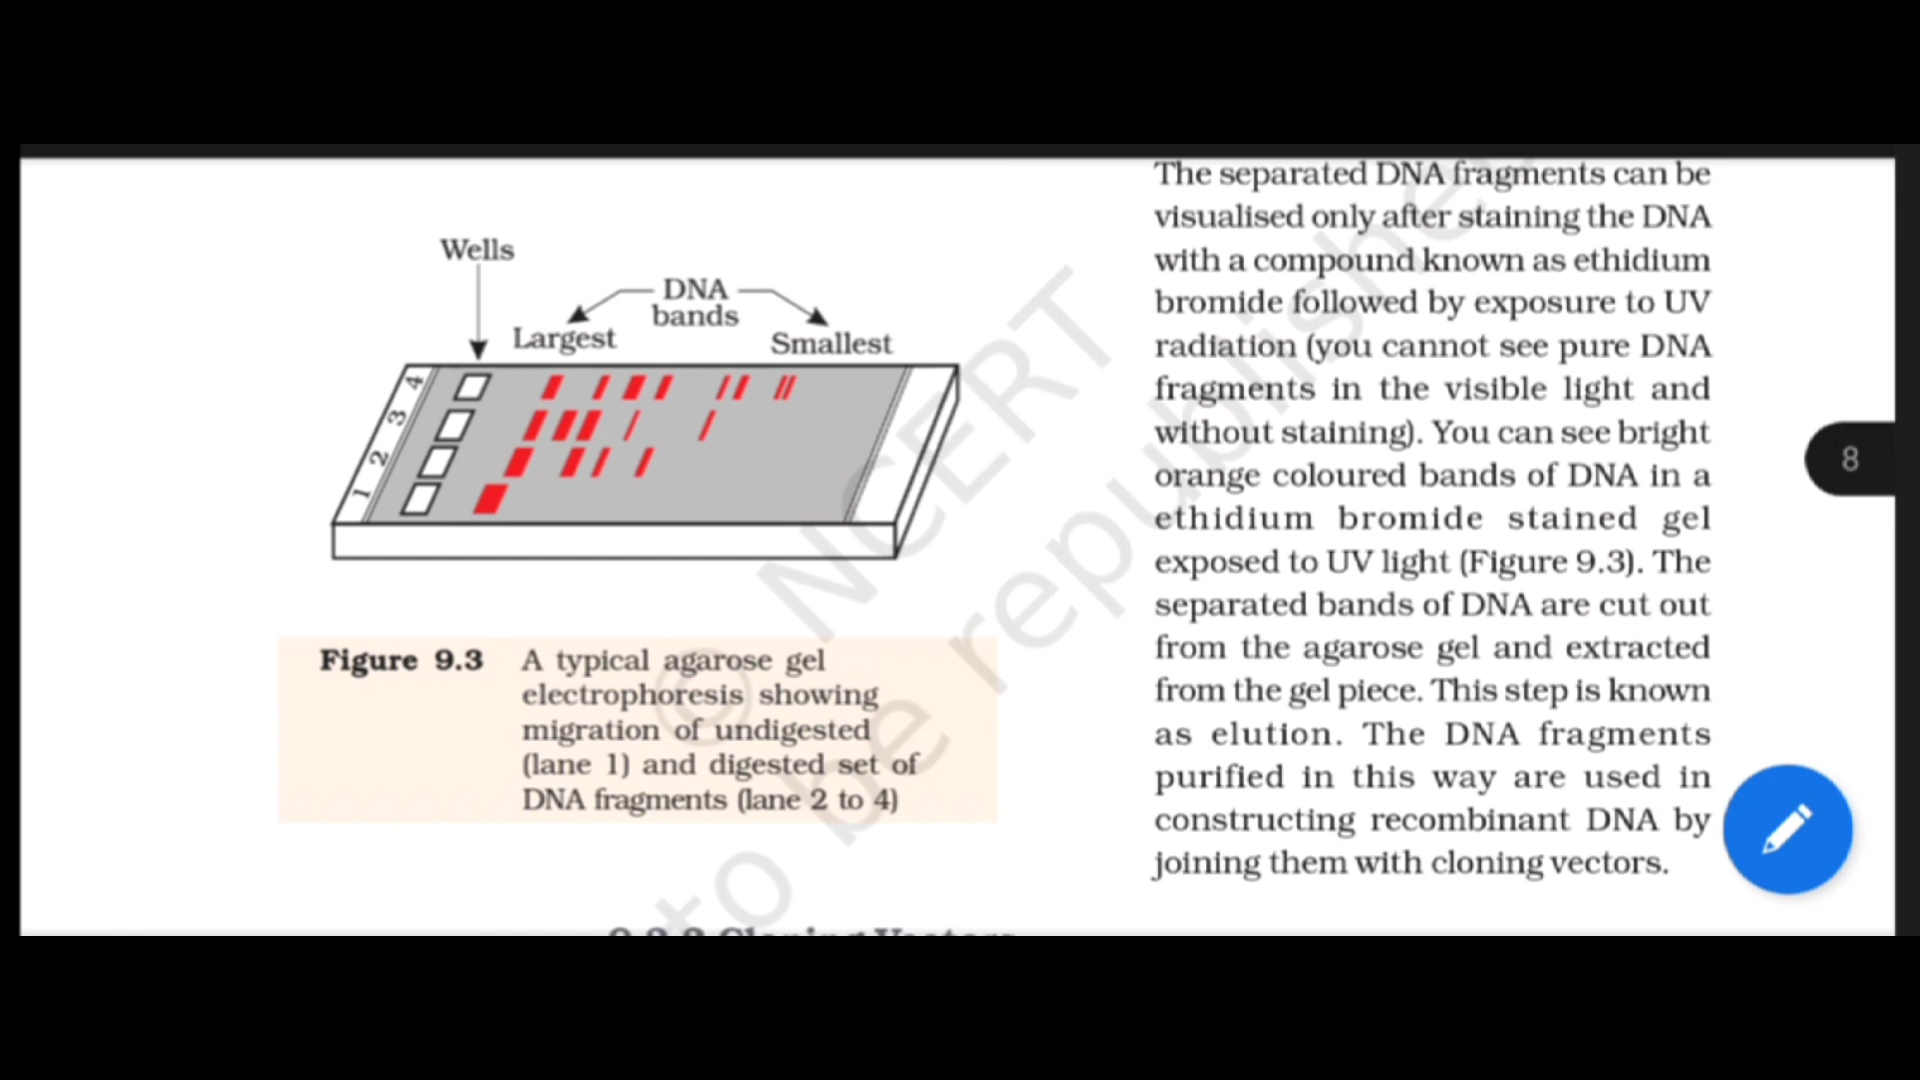 Wells
DNA
bands
Largest
Smallest
4
3
2
1
Figure 9.3 A typical agarose gel
electrophoresis showing
migration of undigested
(lane 1) and digested set of
DNA fragments (lane 2 to 4)
The separated DNA fragments can be
visualised only after staining the DNA
with a compound known as ethidium
bromide followed by exposure to UV
radiation (you cannot see pure DNA
fragments in the visible light and
without staining). You can see bright
orange coloured bands of DNA in a
ethidium bromide stained gel
exposed to UV light (Figure 9.3). The
separated bands of DNA are cut out
from the agarose gel and extracted
from the gel piece. This step is known
as elution. The DNA fragments
purified in this way are used in
constructing recombinant DNA by
joining them with cloning vectors.
8
© NCERT
to be republishe